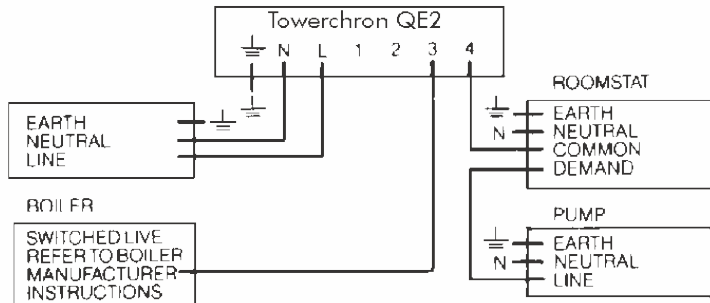 Towerchron QE2
N L 1 2 3 4
EARTH
NEUTRAL
LINE
ROOMSTAT
EARTH
N NEUTRAL
COMMON
DEMAND
BOILER
SWITCHED LIVE
REFER TO BOILER
MANUFACTURER
INSTRUCTIONS
PUMP
EARTH
N NEUTRAL
LINE